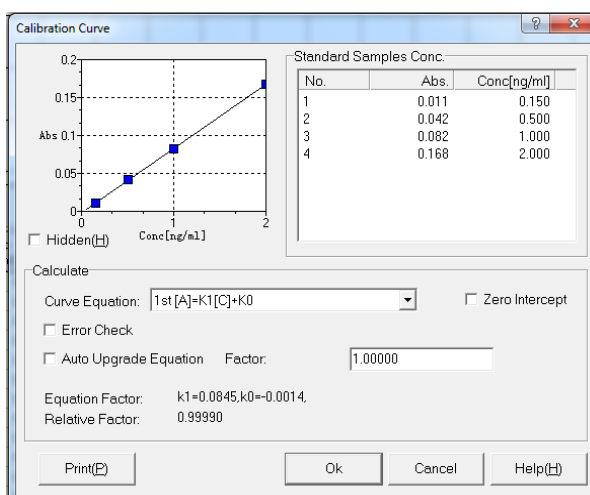 Calibration Curve
0.2
0.15
Abs 0.1
0.05
0
0 1 2
Conc[ng/ml]
Hidden(H)
Standard Samples Conc.
No. Abs. Conc[ng/ml]
1 0.011 0.150
2 0.042 0.500
3 0.082 1.000
4 0.168 2.000
Calculate
Curve Equation: 1st [A]=K1[C]+K0
Zero Intercept
Error Check
Auto Upgrade Equation Factor: 1.00000
Equation Factor: k1=0.0845,k0=-0.0014,
Relative Factor: 0.99990
Print(P) Ok Cancel Help(H)